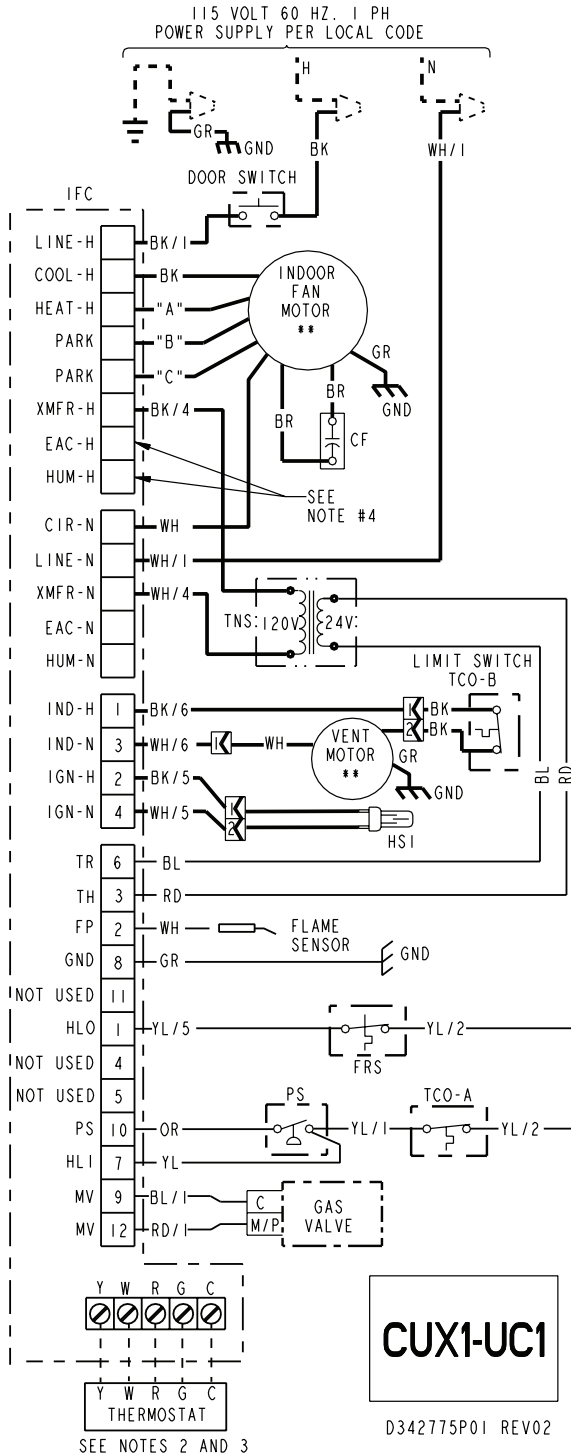 115 VOLT 60 HZ. 1 PH
POWER SUPPLY PER LOCAL CODE
H
N
GR
GND
BK
WH/1
DOOR SWITCH
IFC
LINE-H BK/1
COOL-H BK
HEAT-H "A"
PARK "B"
PARK "C"
XMFR-H BK/4
EAC-H
HUM-H
INDOOR
FAN
MOTOR
**
GR
GND
BR
BR
CF
SEE
NOTE #4
CIR-N WH
LINE-N WH/1
XMFR-N WH/4
EAC-N
HUM-N
TNS 120V 24V
LIMIT SWITCH
TCO-B
IND-H 1 BK/6 1 BK
2 BK
IND-N 3 WH/6 1 WH
VENT
MOTOR
**
GR
GND
IGN-H 2 BK/5 1
IGN-N 4 WH/5 2
HSI
BL
RD
TR 6 BL
TH 3 RD
FP 2 WH
FLAME
SENSOR
GND 8 GR GND
NOT USED 11
HLO 1 YL/5 YL/2
FRS
NOT USED 4
NOT USED 5
PS TCO-A
PS 10 OR YL/1 YL/2
HLI 7 YL
MV 9 BL/1 C
MV 12 RD/1 M/P
GAS
VALVE
Y W R G C
Y W R G C
THERMOSTAT
SEE NOTES 2 AND 3
CUX1-UC1
D342775P01 REV02